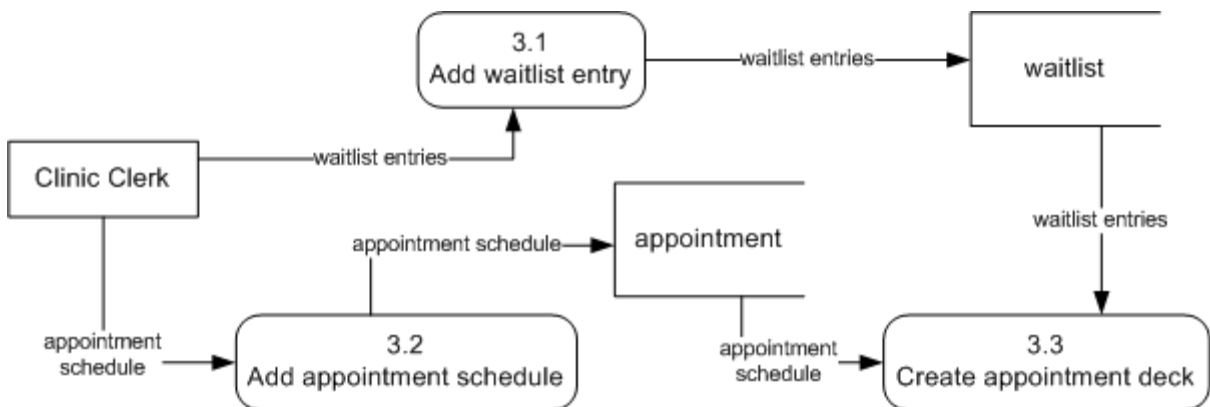 3.1
Add waitlist entry
waitlist entries
waitlist
waitlist entries
Clinic Clerk
waitlist entries
appointment schedule
appointment
appointment
schedule
3.2
Add appointment schedule
appointment
schedule
3.3
Create appointment deck